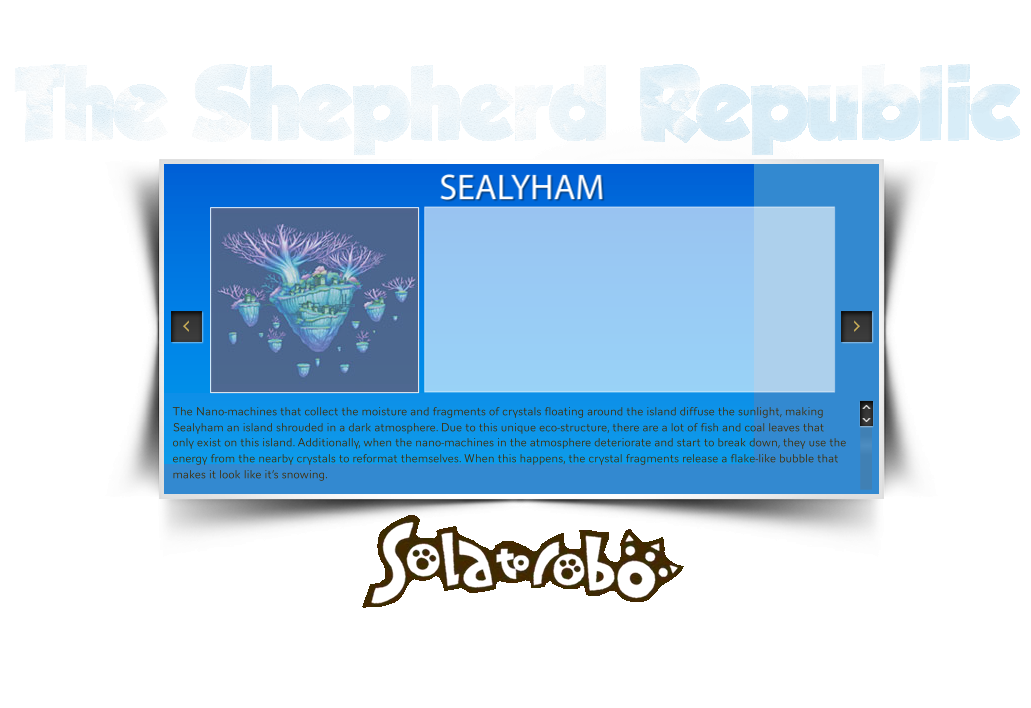 The Shepherd Republic
SEALYHAM
The Nano-machines that collect the moisture and fragments of crystals floating around the island diffuse the sunlight, making
Sealyham an island shrouded in a dark atmosphere. Due to this unique eco-structure, there are a lot of fish and coal leaves that
only exist on this island. Additionally, when the nano-machines in the atmosphere deteriorate and start to break down, they use the
energy from the nearby crystals to reformat themselves. When this happens, the crystal fragments release a flake-like bubble that
makes it look like it's snowing.
Solatorobo